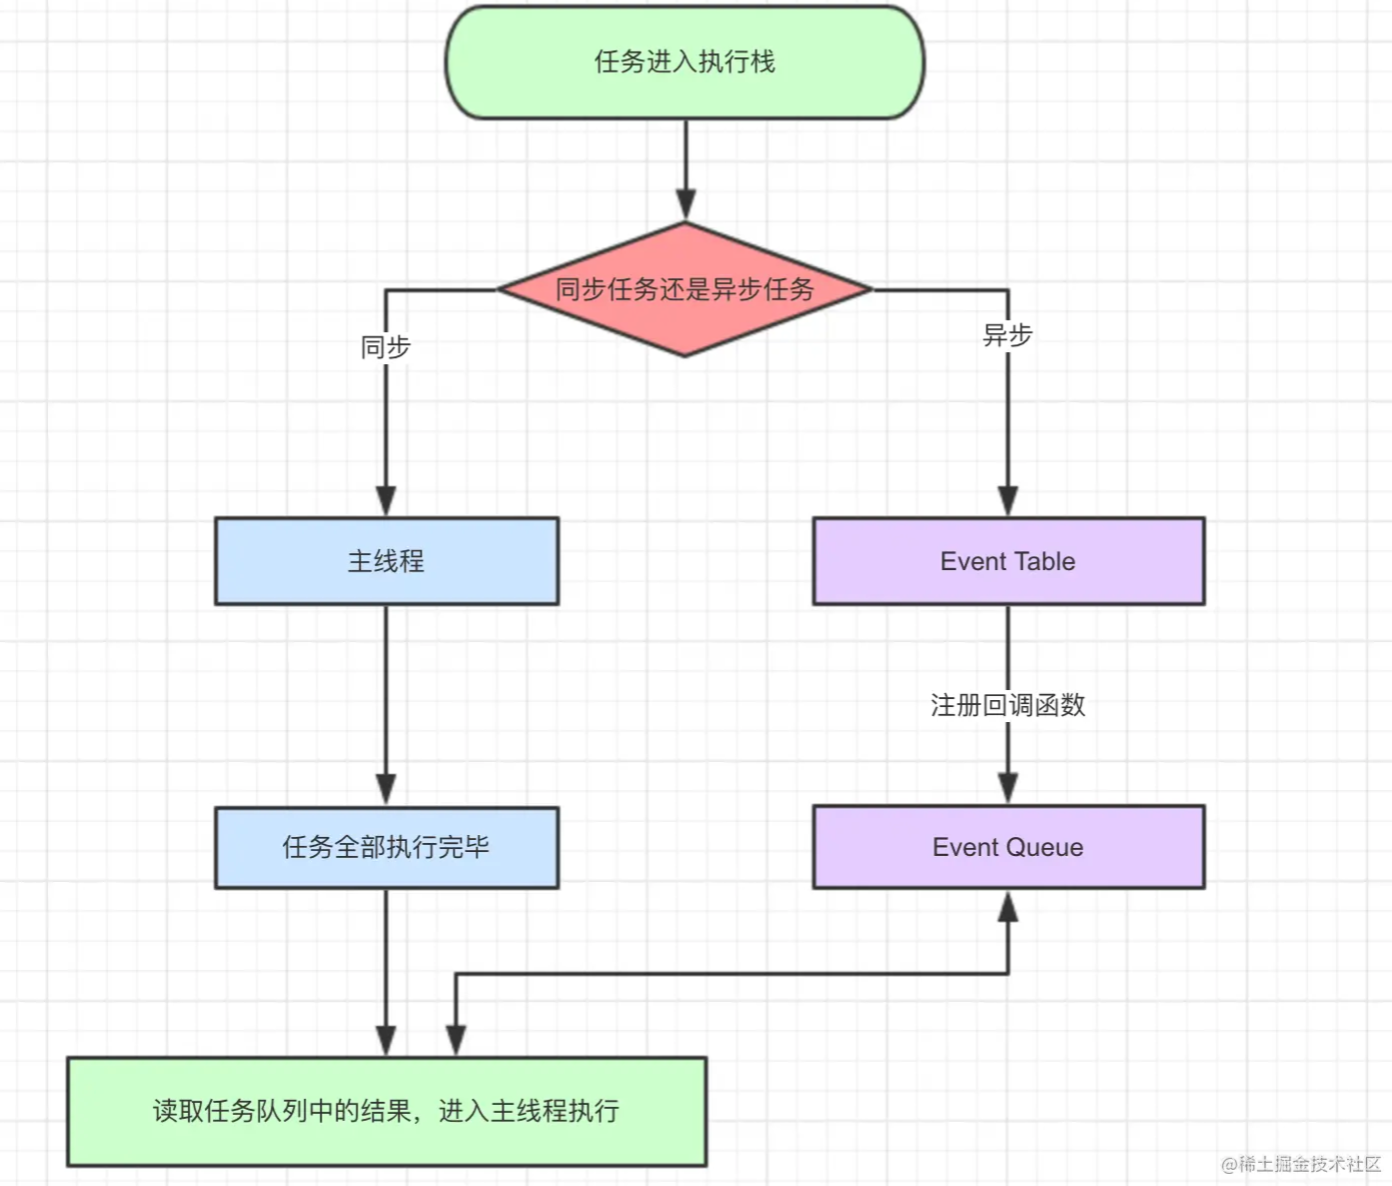 任务进入执行栈
同步任务还是异步任务
同步
异步
主线程
Event Table
注册回调函数
任务全部执行完毕
Event Queue
读取任务队列中的结果，进入主线程执行
@稀土掘金技术社区